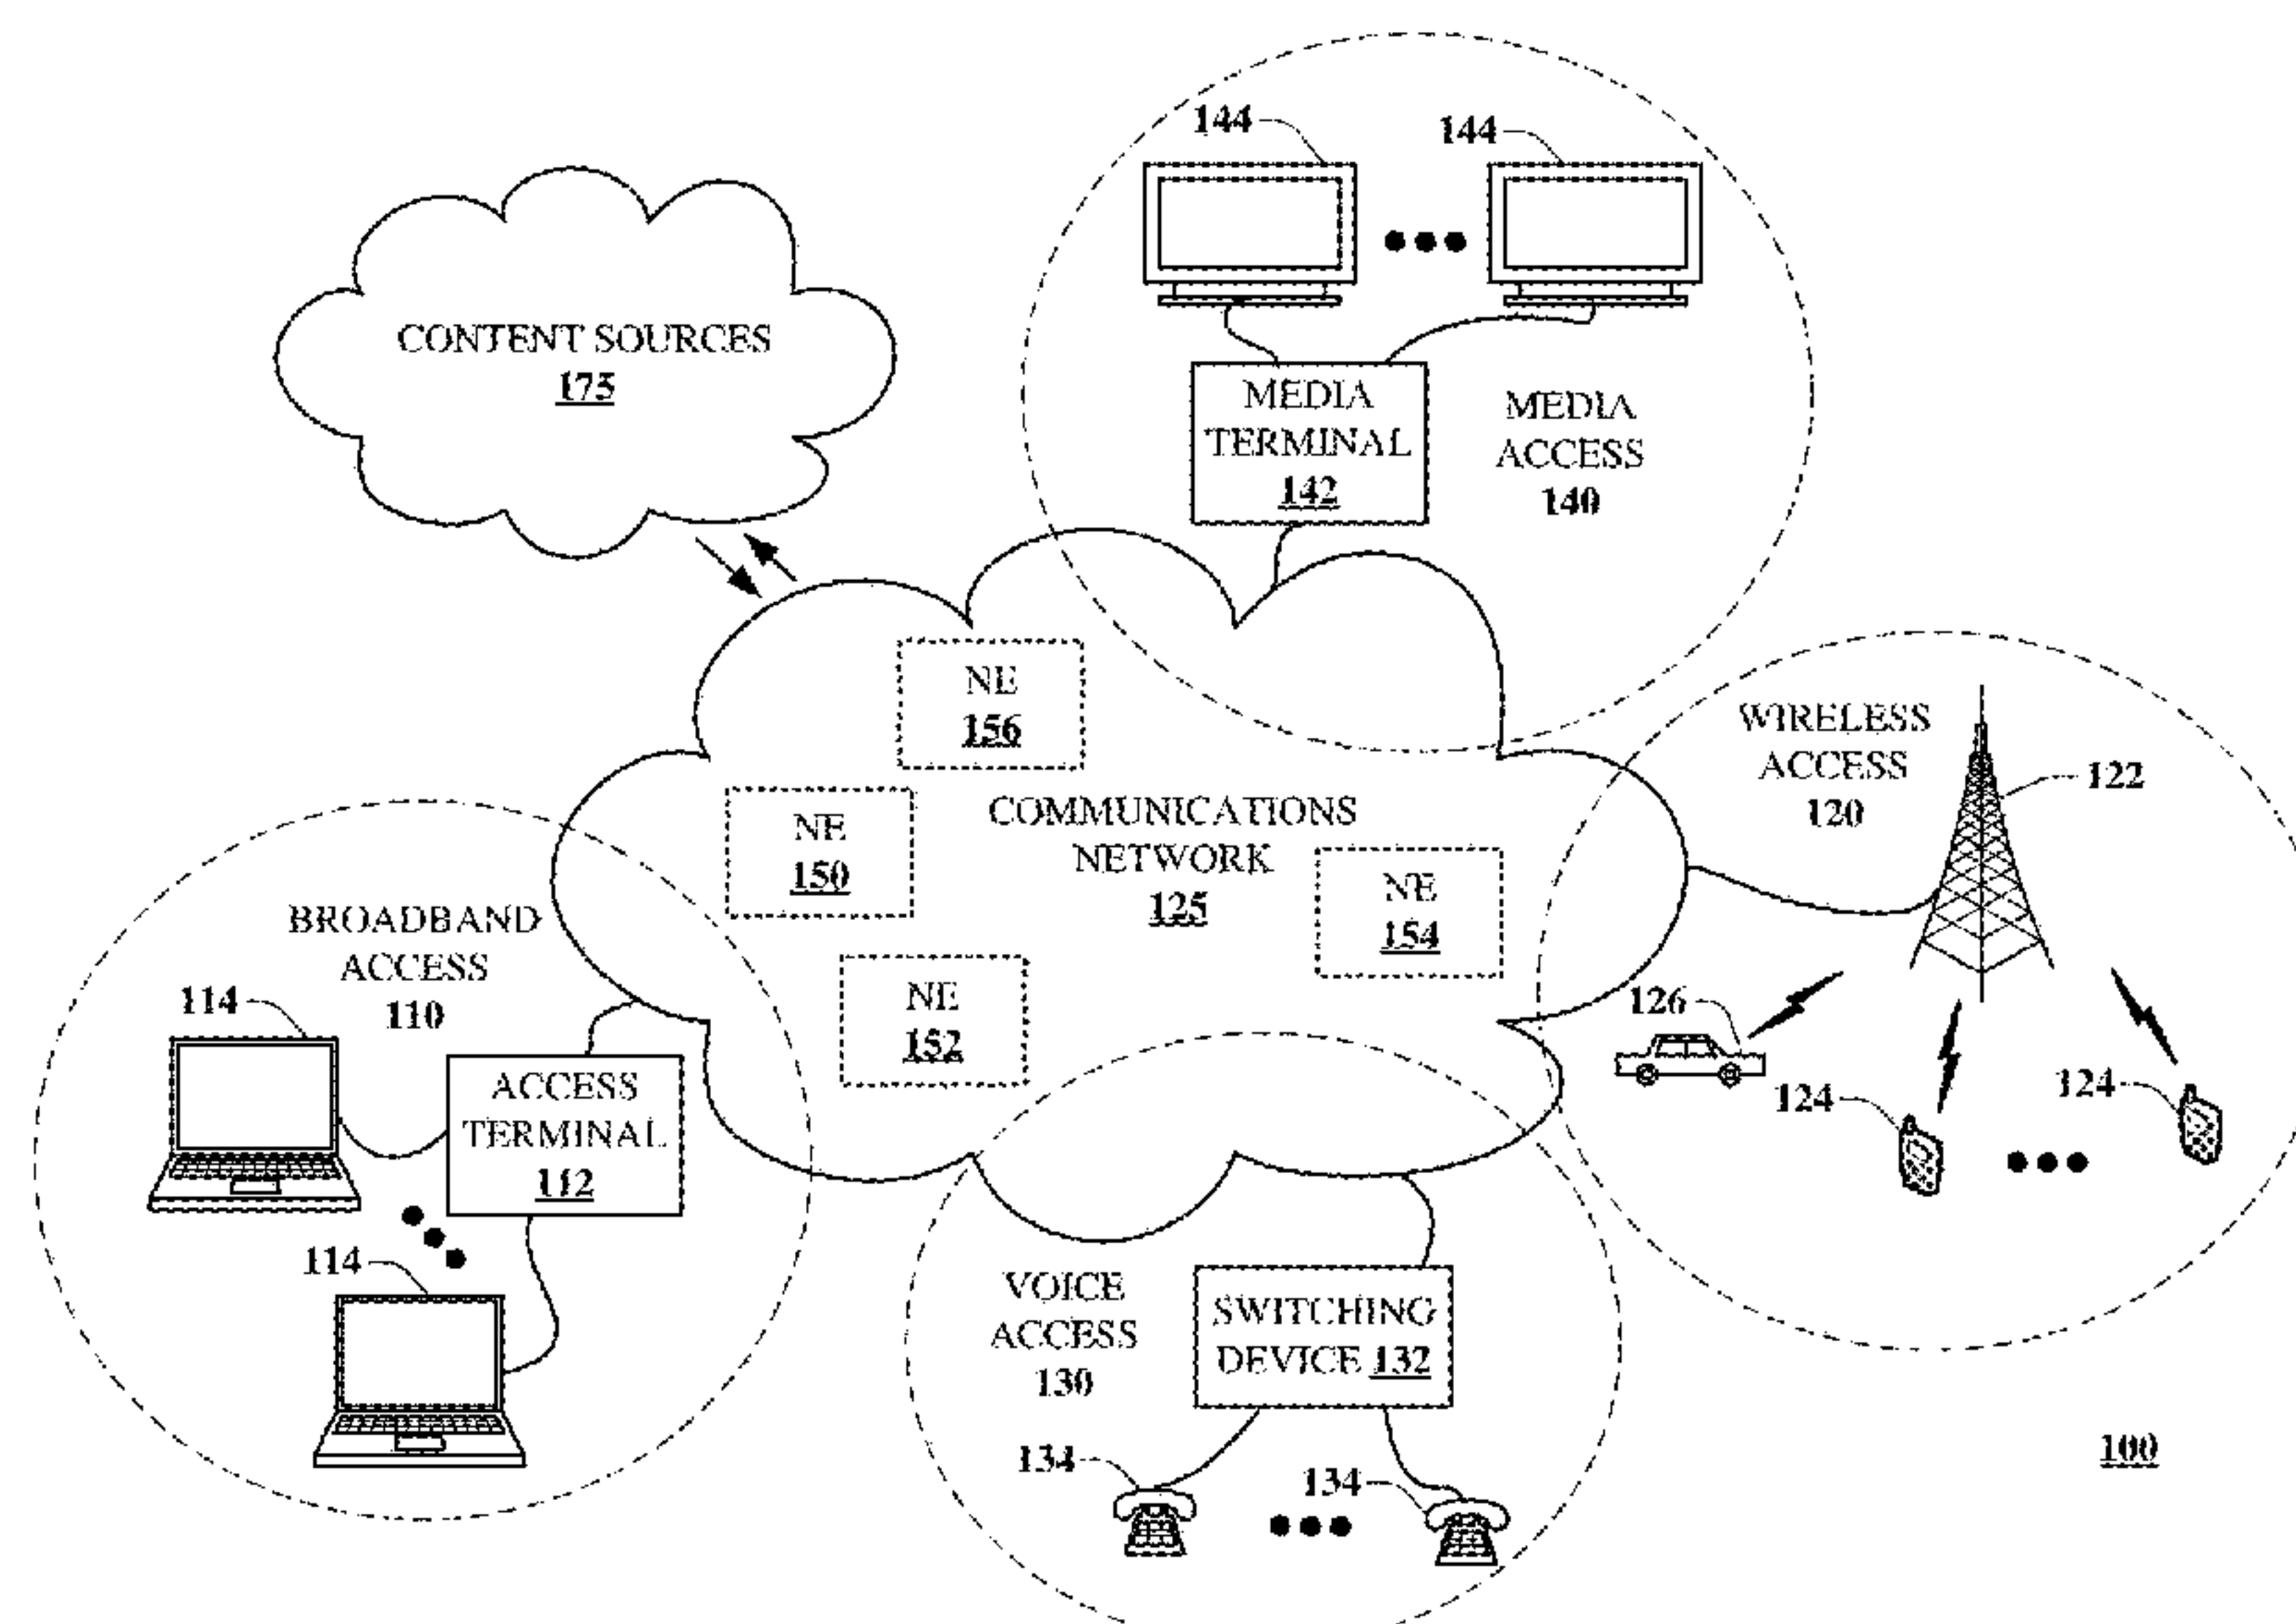 144
144
CONTENT SOURCES
175
MEDIA
TERMINAL
142
MEDIA
ACCESS
140
NE
156
WIRELESS
ACCESS
120
122
NE
150
COMMUNICATIONS
NETWORK
125
NE
154
BROADBAND
ACCESS
110
114
NE
152
126
124
124
ACCESS
TERMINAL
112
114
VOICE
ACCESS
130
SWITCHING
DEVICE 132
134
134
100